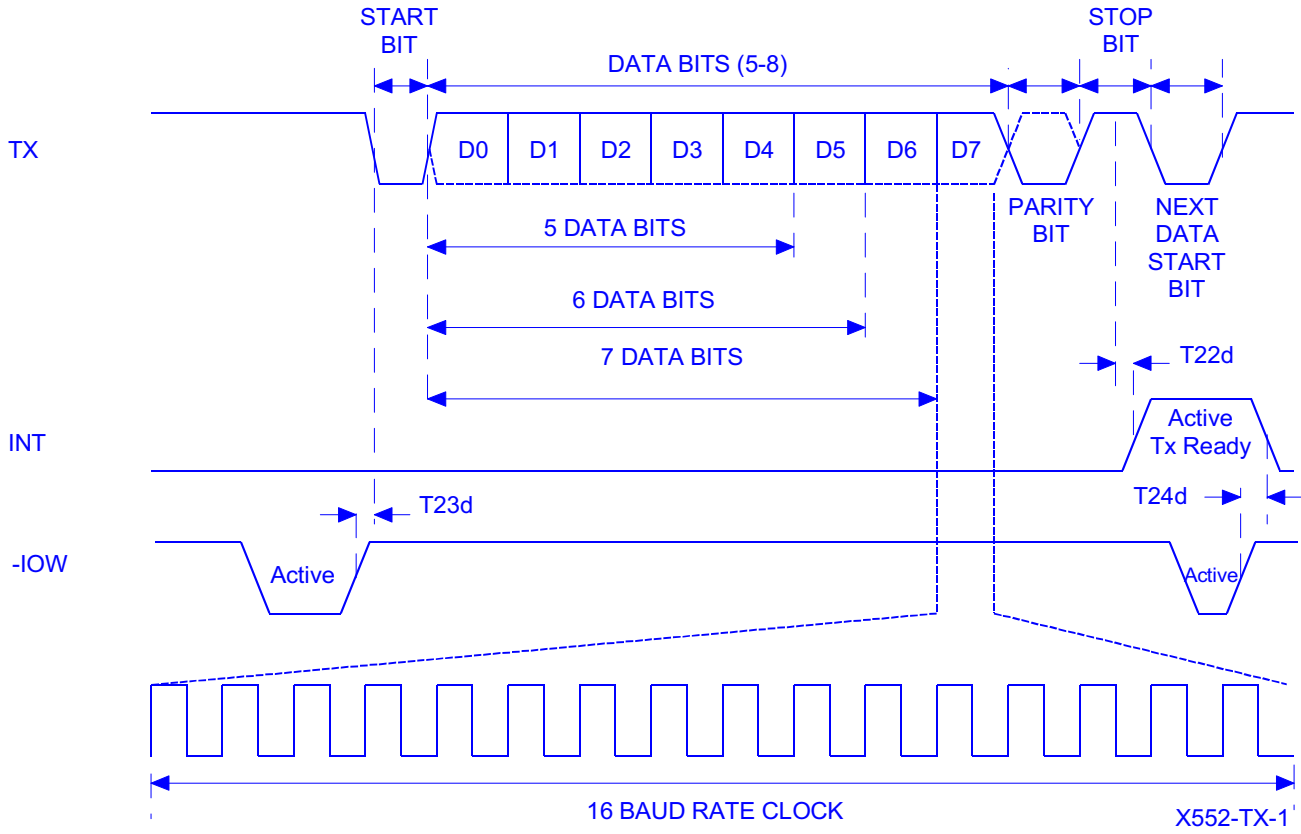 START
BIT
STOP
BIT
DATA BITS (5-8)
TX
D0
D1
D2
D3
D4
D5
D6
D7
PARITY
BIT
NEXT
DATA
START
BIT
5 DATA BITS
6 DATA BITS
7 DATA BITS
T22d
INT
Active
Tx Ready
T23d
T24d
-IOW
Active
Active
16 BAUD RATE CLOCK
X552-TX-1